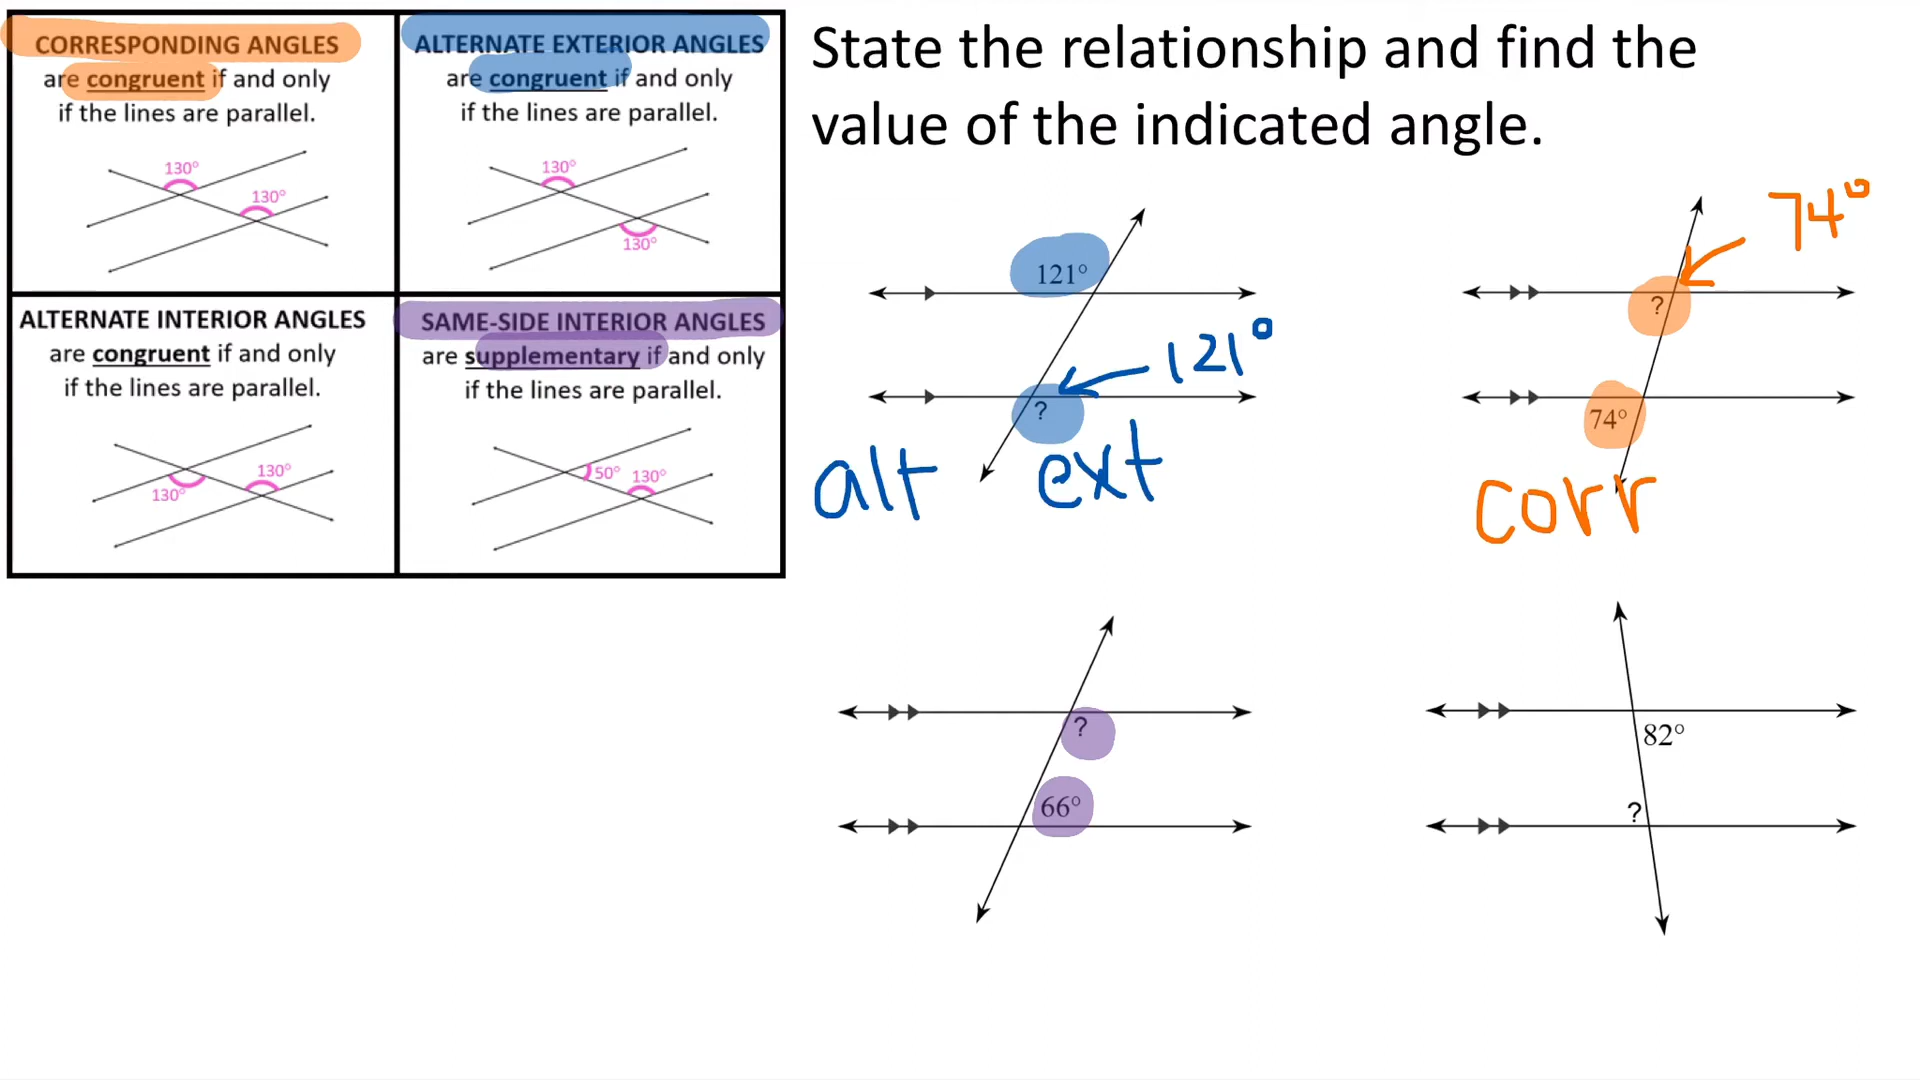 CORRESPONDING ANGLES
are congruent if and only
if the lines are parallel.
130°
130°
ALTERNATE EXTERIOR ANGLES
are congruent if and only
if the lines are parallel.
130°
130°
ALTERNATE INTERIOR ANGLES
are congruent if and only
if the lines are parallel.
130°
130°
SAME-SIDE INTERIOR ANGLES
are supplementary if and only
if the lines are parallel.
50° 130°
State the relationship and find the
value of the indicated angle.
121°
121°
?
alt ext
74°
?
74°
corr
?
66°
82°
?